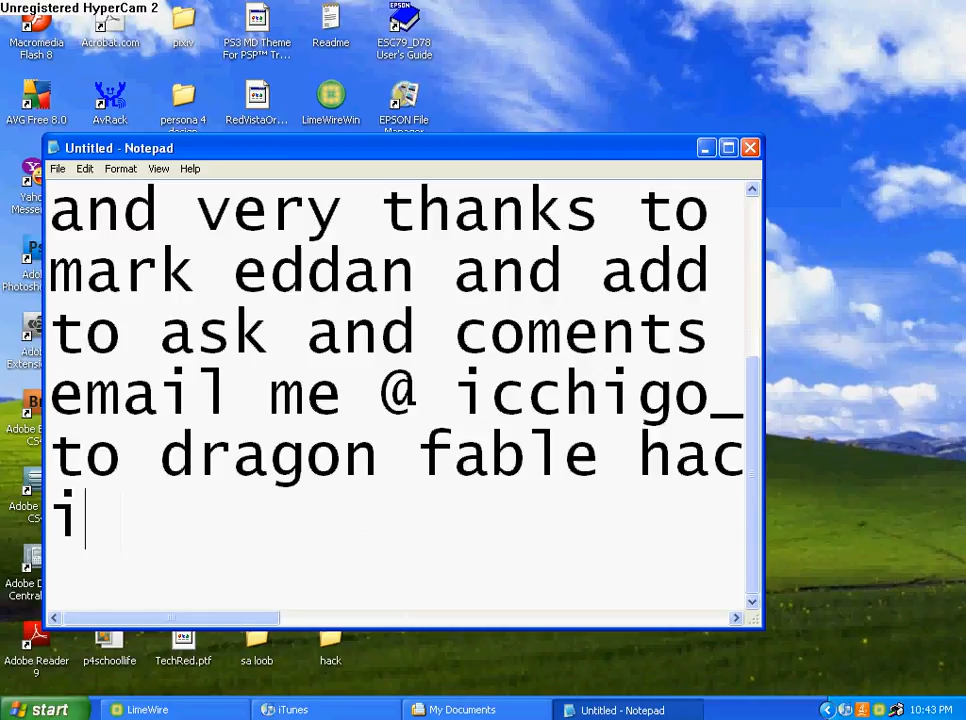 Unregistered HyperCam 2
Macromedia Flash 8
Acrobat.com
pixiv
PS3 MD Theme For PSP™ Tr...
Readme
ESC79_D78 User's Guide
AVG Free 8.0
AvRack
persona 4 design
RedVistaOr...
LimeWireWin
EPSON File Manager
Untitled - Notepad
File Edit Format View Help
and very thanks to
mark eddan and add
to ask and coments
email me @ icchigo_
to dragon fable hac
i
Adobe Reader 9
p4schoollife
TechRed.ptf
sa loob
hack
start
LimeWire
iTunes
My Documents
Untitled - Notepad
10:43 PM